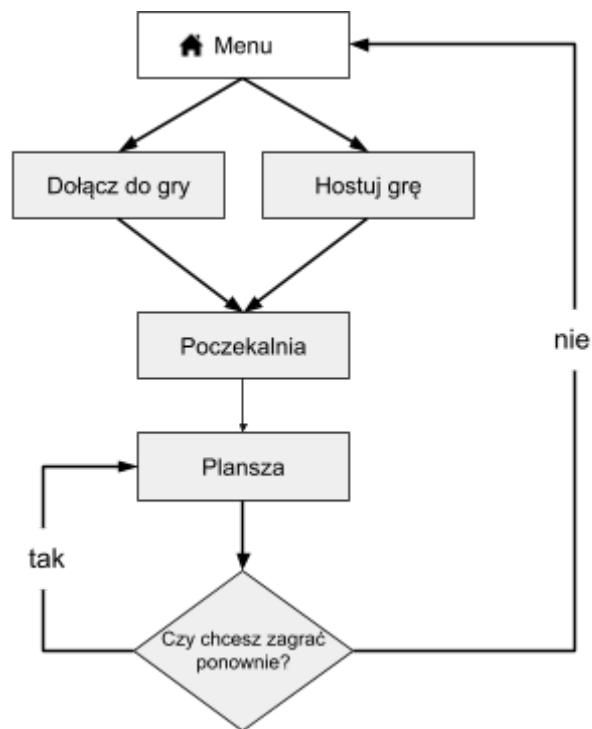 Menu
Dołącz do gry
Hostuj grę
Poczekalnia
nie
Plansza
tak
Czy chcesz zagrać
ponownie?